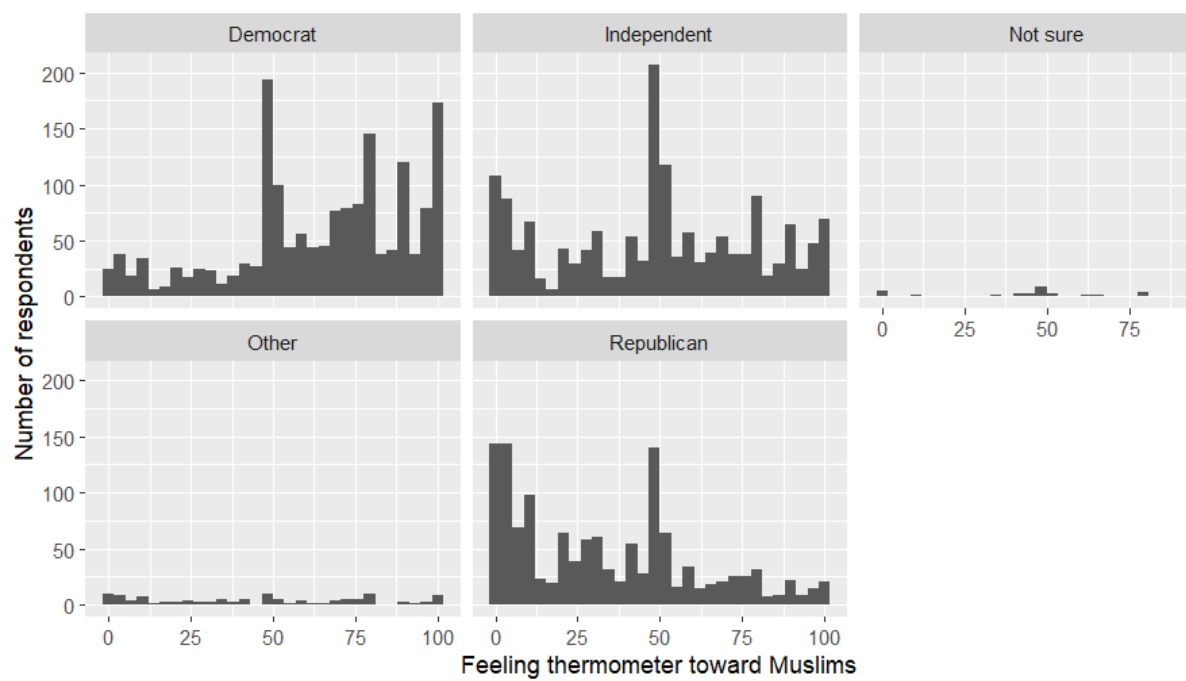 Democrat
Independent
Not sure
200
150
100
50
0
0 25 50 75
Other
Republican
200
150
100
50
0
0 25 50 75 100
0 25 50 75 100
Number of respondents
Feeling thermometer toward Muslims